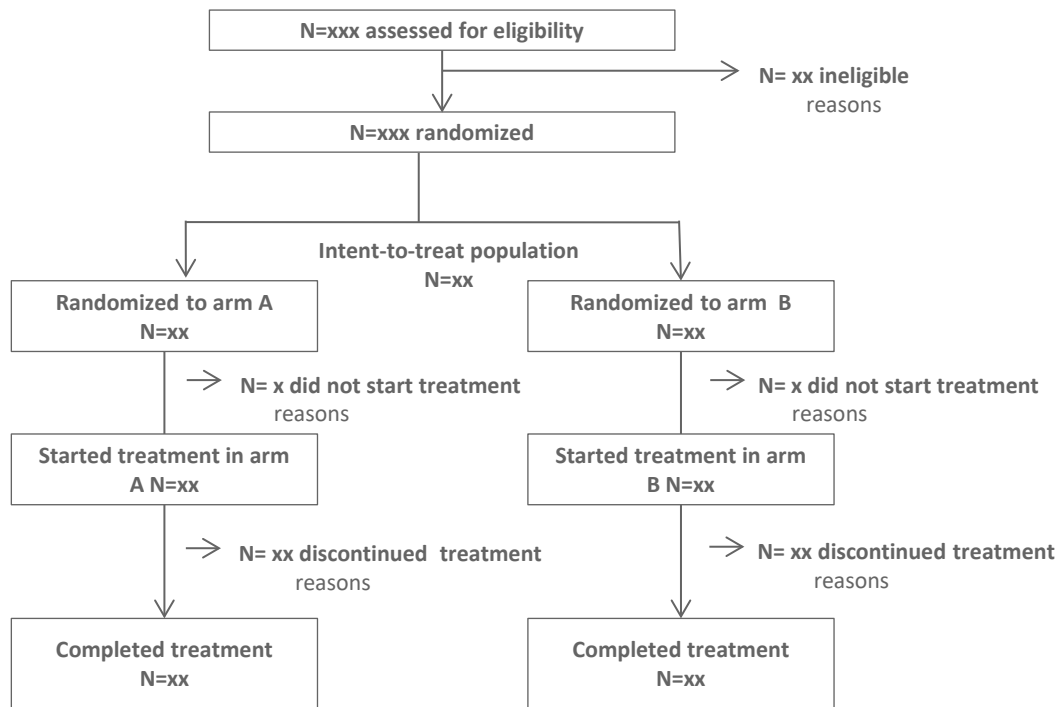 N=xxx assessed for eligibility
N= xx ineligible
reasons
N=xxx randomized
Intent-to-treat population
N=xx
Randomized to arm A
N=xx
Randomized to arm  B
N=xx
N= x did not start treatment
reasons
N= x did not start treatment
reasons
Started treatment in arm
A N=xx
Started treatment in arm
B N=xx
N= xx discontinued  treatment
reasons
N= xx discontinued treatment
reasons
Completed treatment
N=xx
Completed treatment
N=xx